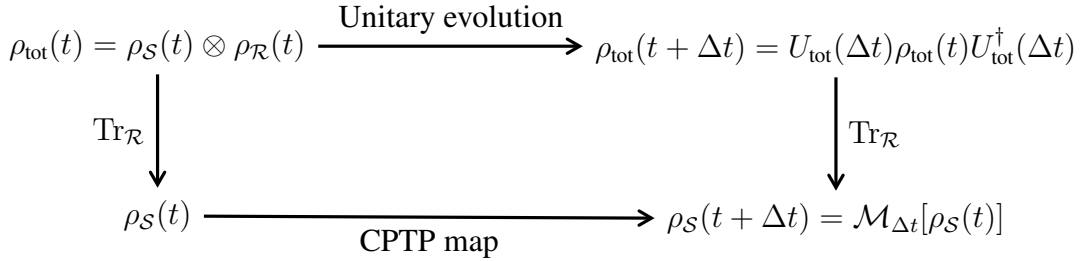 Unitary evolution
ρ_tot(t) = ρ_𝒮(t) ⊗ ρ_ℛ(t) ρ_tot(t + Δt) = U_tot(Δt)ρ_tot(t)U†_tot(Δt)
Tr_ℛ Tr_ℛ
ρ_𝒮(t) ρ_𝒮(t + Δt) = ℳ_Δt[ρ_𝒮(t)]
CPTP map